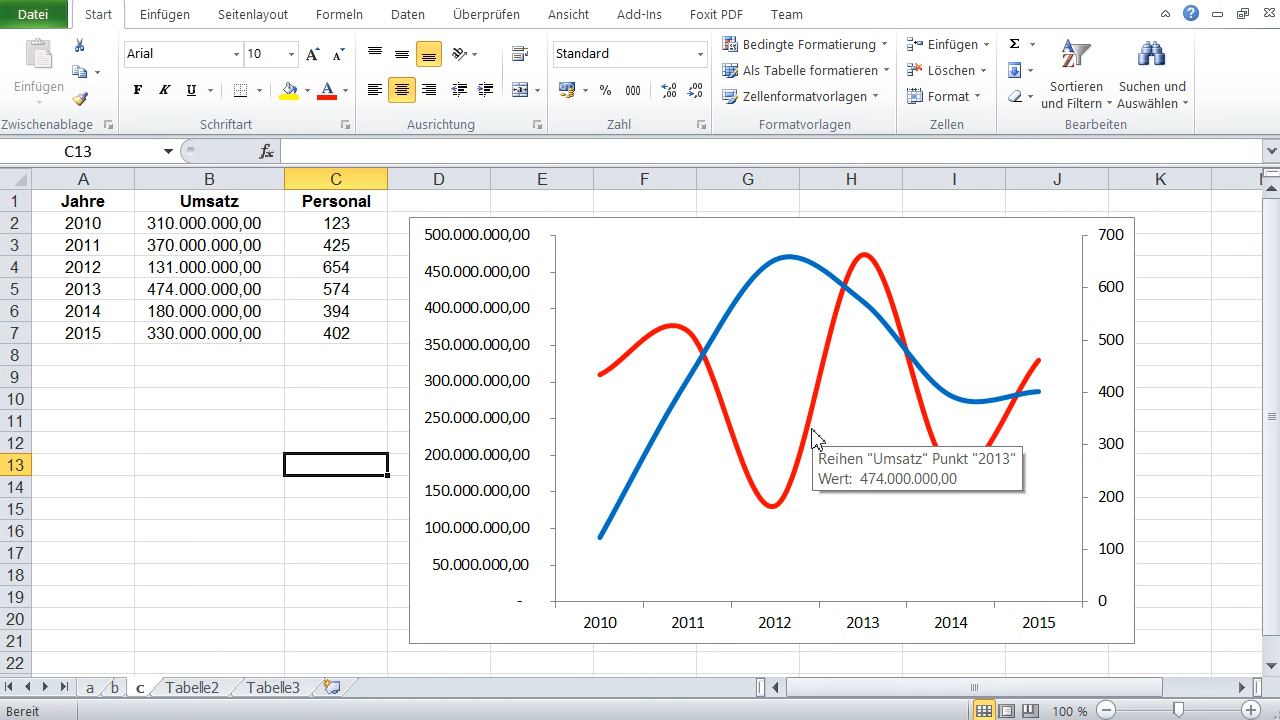 Datei Start Einfügen Seitenlayout Formeln Daten Überprüfen Ansicht Add-Ins Foxit PDF Team
Einfügen
Zwischenablage
Arial 10
F K U A
Schriftart
Ausrichtung
Standard
% 000
Zahl
Bedingte Formatierung
Als Tabelle formatieren
Zellenformatvorlagen
Formatvorlagen
Einfügen
Löschen
Format
Zellen
Σ
Sortieren und Filtern
Suchen und Auswählen
Bearbeiten
C13 fx
A B C D E F G H I J K
1 Jahre Umsatz Personal
2 2010 310.000.000,00 123
3 2011 370.000.000,00 425
4 2012 131.000.000,00 654
5 2013 474.000.000,00 574
6 2014 180.000.000,00 394
7 2015 330.000.000,00 402
8
9
10
11
12
13
14
15
16
17
18
19
20
21
22
500.000.000,00 700
450.000.000,00
400.000.000,00 600
350.000.000,00 500
300.000.000,00 400
250.000.000,00
200.000.000,00 300
150.000.000,00 200
100.000.000,00 100
50.000.000,00
- 0
2010 2011 2012 2013 2014 2015
Reihen "Umsatz" Punkt "2013"
Wert: 474.000.000,00
a b c Tabelle2 Tabelle3
Bereit 100 %